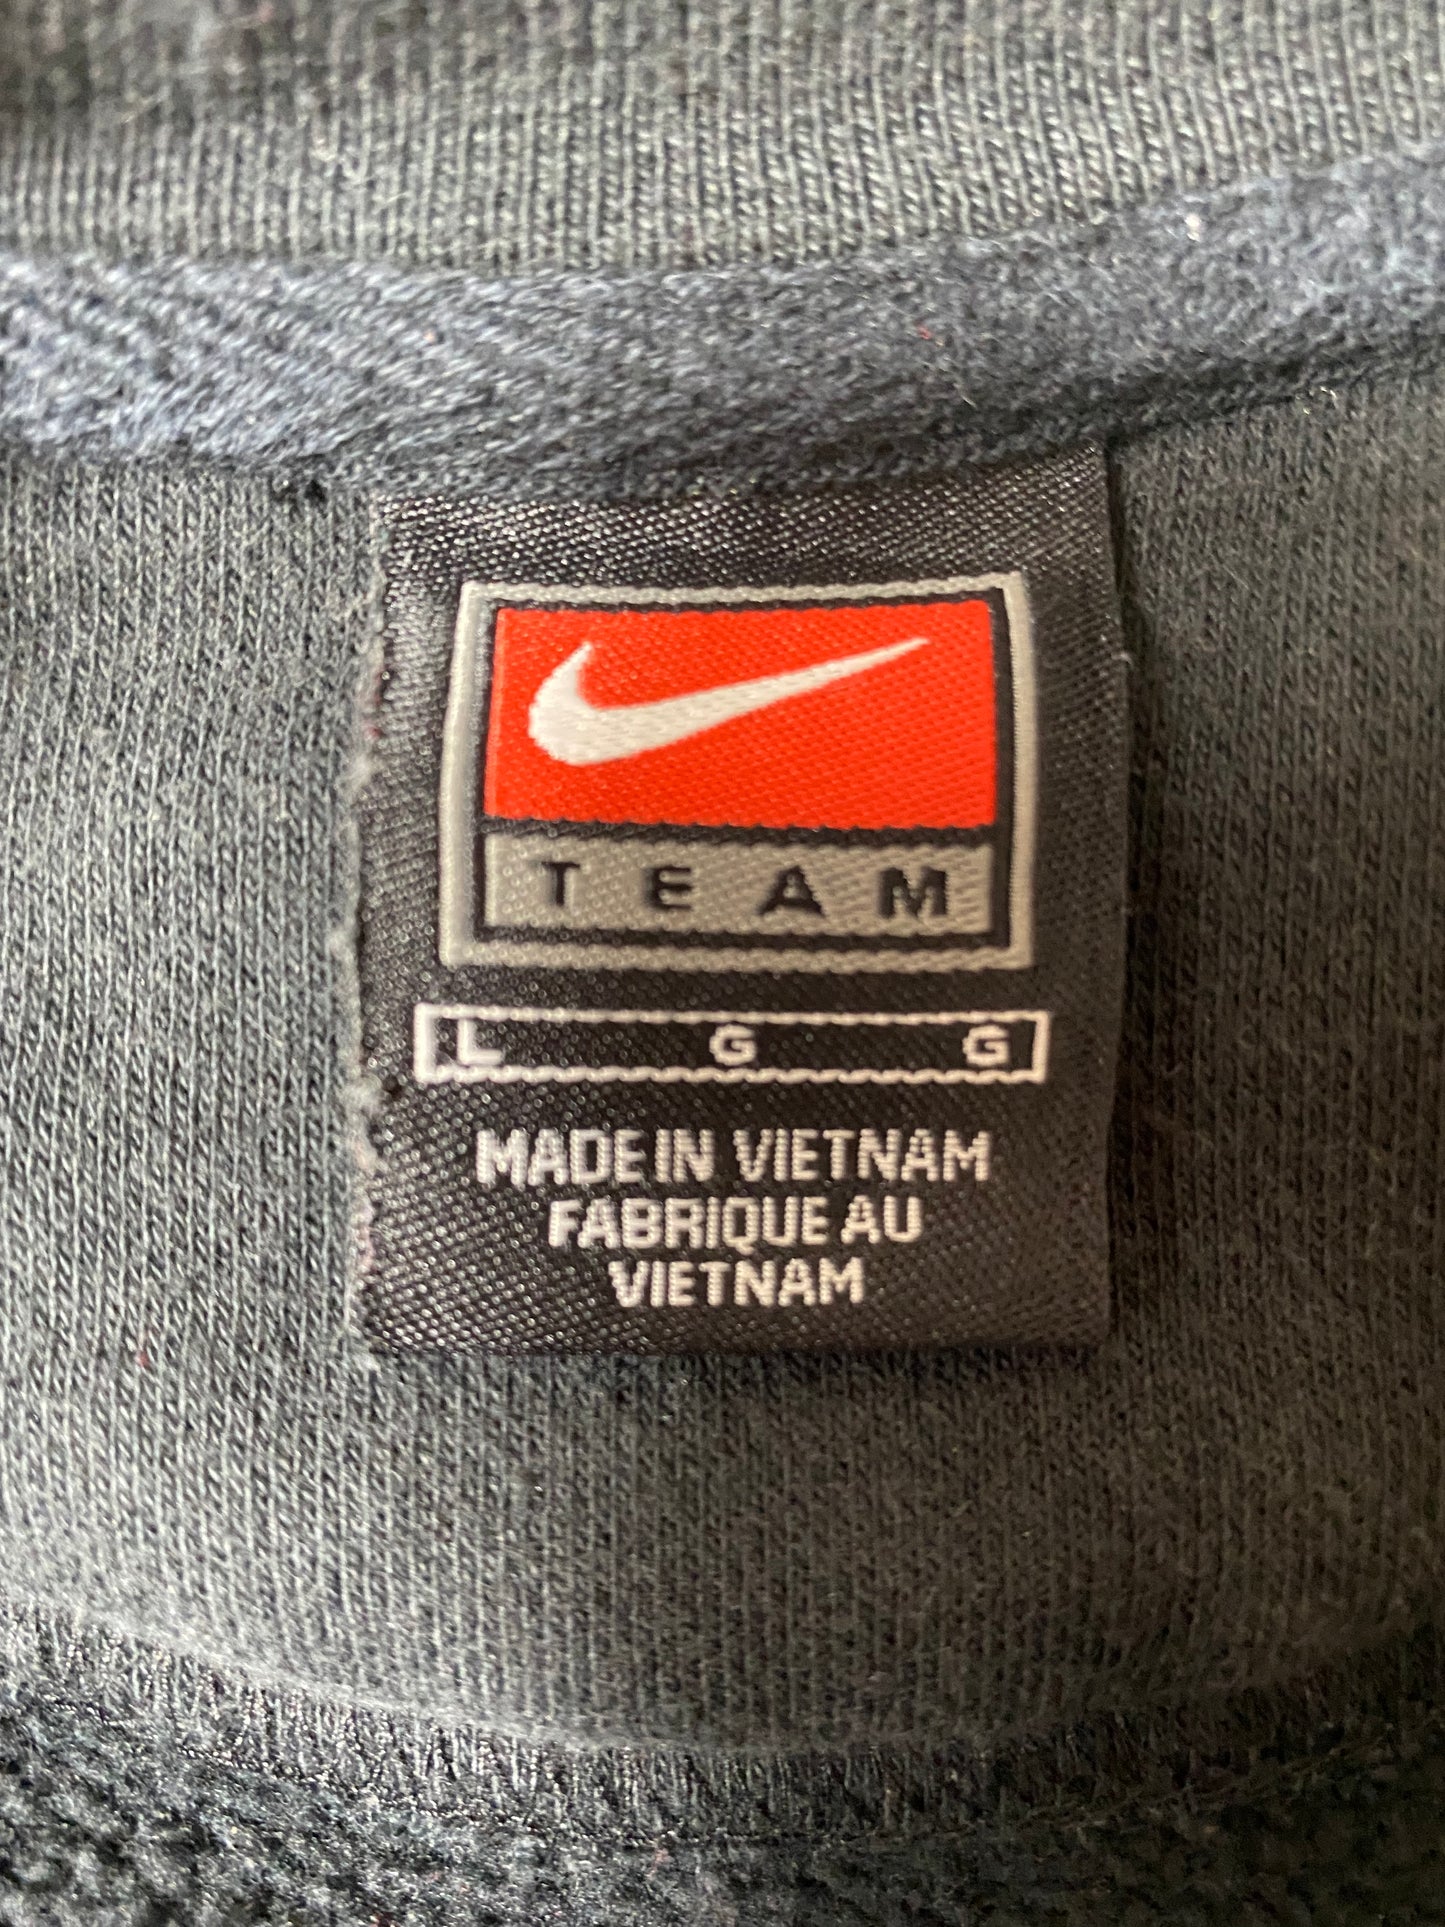 TEAM
L G G
MADE IN VIETNAM
FABRIQUE AU
VIETNAM